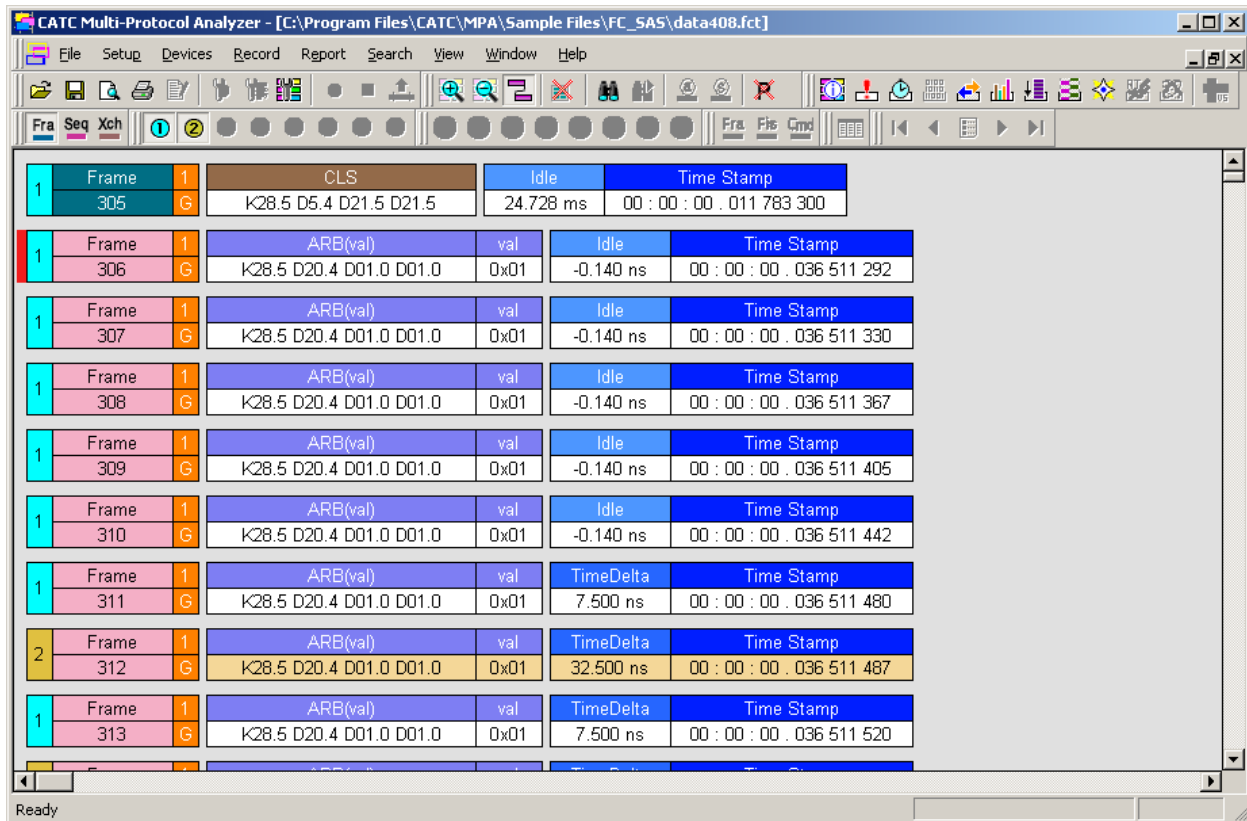 CATC Multi-Protocol Analyzer - [C:\Program Files\CATC\MPA\Sample Files\FC_SAS\data408.fct]
File Setup Devices Record Report Search View Window Help
Fra Seq Xch 1 2 Fra Fis Cmd
1 Frame 1 CLS Idle Time Stamp
305 G K28.5 D5.4 D21.5 D21.5 24.728 ms 00 : 00 : 00 . 011 783 300
1 Frame 1 ARB(val) val Idle Time Stamp
306 G K28.5 D20.4 D01.0 D01.0 0x01 -0.140 ns 00 : 00 : 00 . 036 511 292
1 Frame 1 ARB(val) val Idle Time Stamp
307 G K28.5 D20.4 D01.0 D01.0 0x01 -0.140 ns 00 : 00 : 00 . 036 511 330
1 Frame 1 ARB(val) val Idle Time Stamp
308 G K28.5 D20.4 D01.0 D01.0 0x01 -0.140 ns 00 : 00 : 00 . 036 511 367
1 Frame 1 ARB(val) val Idle Time Stamp
309 G K28.5 D20.4 D01.0 D01.0 0x01 -0.140 ns 00 : 00 : 00 . 036 511 405
1 Frame 1 ARB(val) val Idle Time Stamp
310 G K28.5 D20.4 D01.0 D01.0 0x01 -0.140 ns 00 : 00 : 00 . 036 511 442
1 Frame 1 ARB(val) val TimeDelta Time Stamp
311 G K28.5 D20.4 D01.0 D01.0 0x01 7.500 ns 00 : 00 : 00 . 036 511 480
2 Frame 1 ARB(val) val TimeDelta Time Stamp
312 G K28.5 D20.4 D01.0 D01.0 0x01 32.500 ns 00 : 00 : 00 . 036 511 487
1 Frame 1 ARB(val) val TimeDelta Time Stamp
313 G K28.5 D20.4 D01.0 D01.0 0x01 7.500 ns 00 : 00 : 00 . 036 511 520
Ready